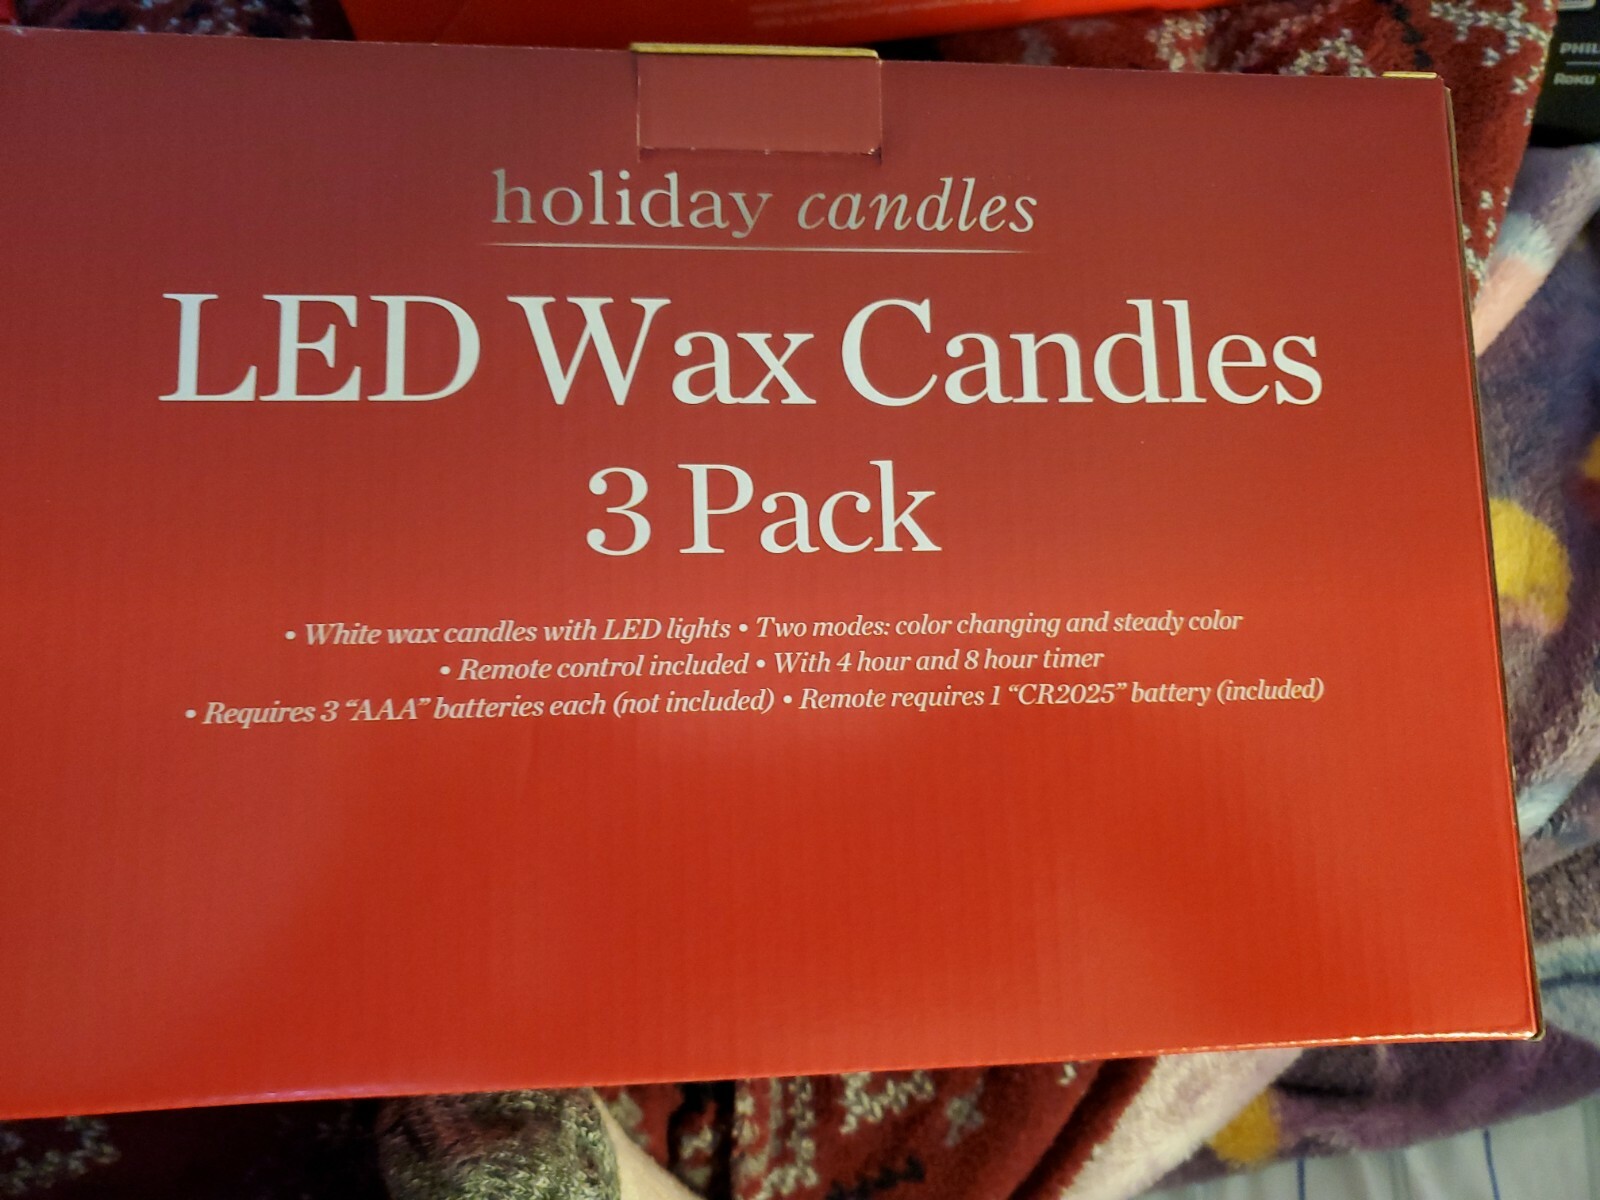 holiday candles
LED Wax Candles
3 Pack
• White wax candles with LED lights • Two modes: color changing and steady color
• Remote control included • With 4 hour and 8 hour timer
• Requires 3 “AAA” batteries each (not included) • Remote requires 1 “CR2025” battery (included)
Roku